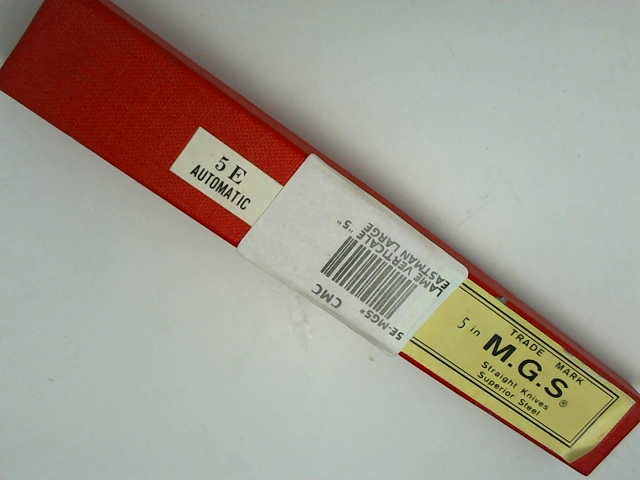 5 E
AUTOMATIC
LAME VERTICALE "5"
EASTMAN LARGE
5E-MGS*
CMC
5 in
TRADE MARK
M.G.S
®
Straight Knives
Superior Steel